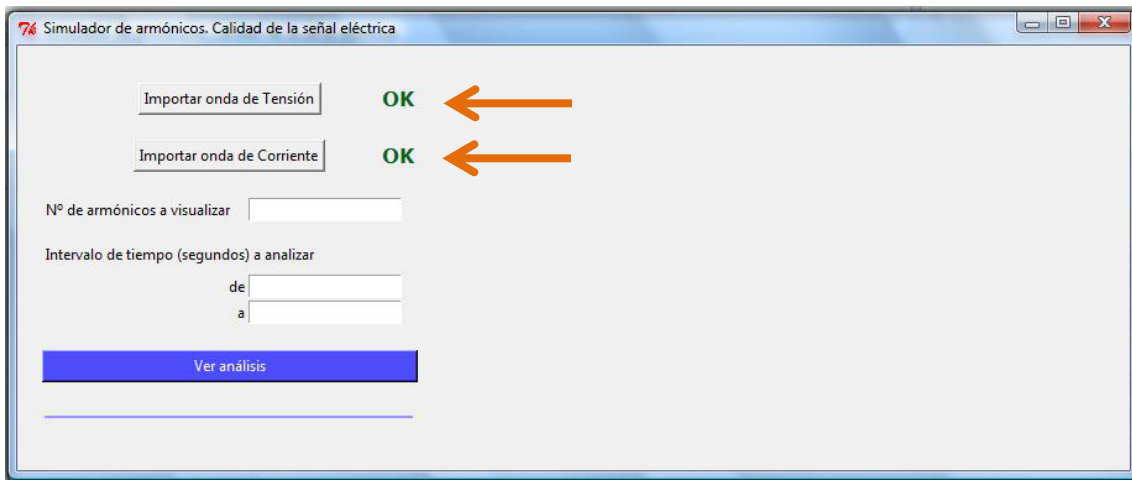 Simulador de armónicos. Calidad de la señal eléctrica
Importar onda de Tensión OK
Importar onda de Corriente OK
Nº de armónicos a visualizar
Intervalo de tiempo (segundos) a analizar
de
a
Ver análisis